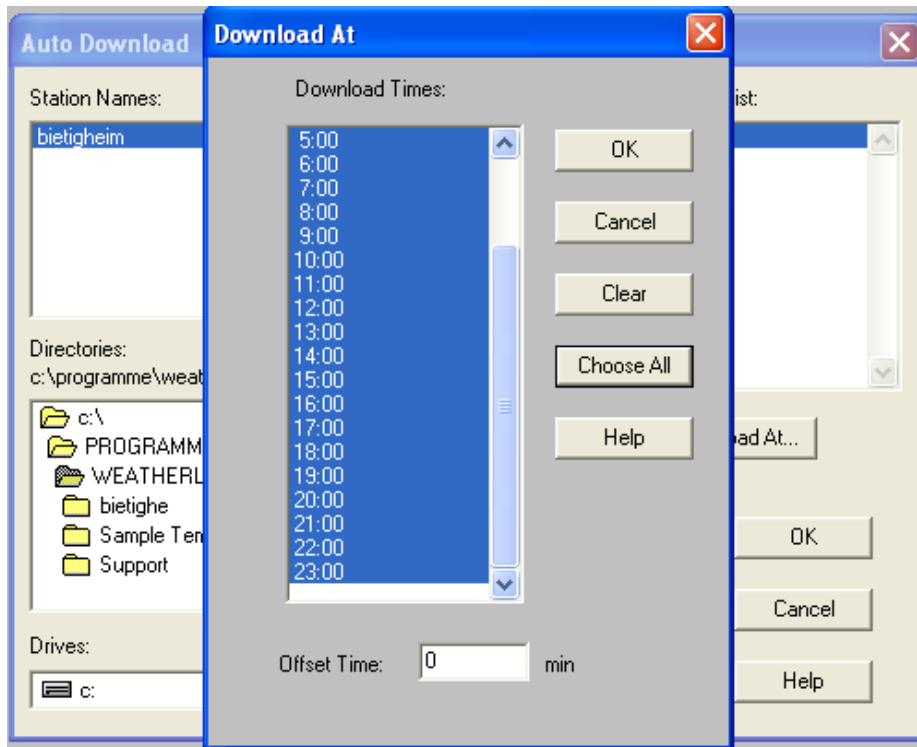 Auto Download
Download At
Station Names:
bietigheim
Directories:
c:\programme\weat
c:\
PROGRAMM
WEATHERL
bietighe
Sample Ten
Support
Drives:
c:
Download Times:
5:00
6:00
7:00
8:00
9:00
10:00
11:00
12:00
13:00
14:00
15:00
16:00
17:00
18:00
19:00
20:00
21:00
22:00
23:00
OK
Cancel
Clear
Choose All
Help
Offset Time: 0 min
ist:
ad At...
OK
Cancel
Help